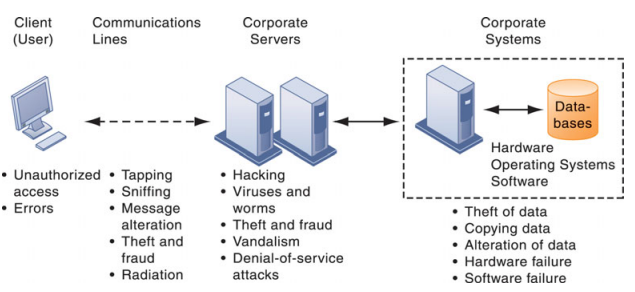 Client
(User)
Communications
Lines
Corporate
Servers
Corporate
Systems
Data-
bases
Hardware
Operating Systems
Software
• Unauthorized
access
• Errors
• Tapping
• Sniffing
• Message
alteration
• Theft and
fraud
• Radiation
• Hacking
• Viruses and
worms
• Theft and fraud
• Vandalism
• Denial-of-service
attacks
• Theft of data
• Copying data
• Alteration of data
• Hardware failure
• Software failure